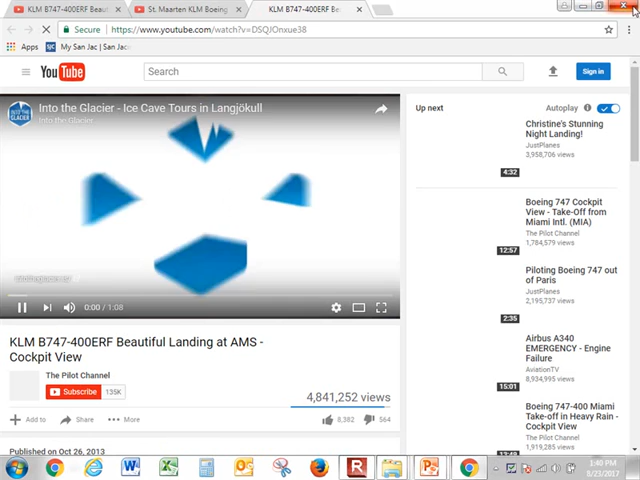 KLM B747-400ERF Beaut
St. Maarten KLM Boeing
KLM B747-400ERF Be
Secure
https://www.youtube.com/watch?v=DSQJOnxue38
Apps
My San Jac | San Jac
YouTube
Search
Sign in
Into the Glacier - Ice Cave Tours in Langjökull
Into the Glacier
INTO THE GLACIER
0:00 / 1:08
KLM B747-400ERF Beautiful Landing at AMS -
Cockpit View
The Pilot Channel
Subscribe
135K
4,841,252 views
Add to
Share
More
8,382
564
Published on Oct 26, 2013
Up next
Autoplay
Christine's Stunning
Night Landing!
JustPlanes
3,958,706 views
4:32
Boeing 747 Cockpit
View - Take-Off from
Miami Intl. (MIA)
The Pilot Channel
1,784,579 views
12:57
Piloting Boeing 747 out
of Paris
JustPlanes
2,195,737 views
2:35
Airbus A340
EMERGENCY - Engine
Failure
AviationTV
8,934,995 views
15:01
Boeing 747-400 Miami
Take-off in Heavy Rain -
Cockpit View
The Pilot Channel
1,919,285 views
1:40 PM
8/23/2017